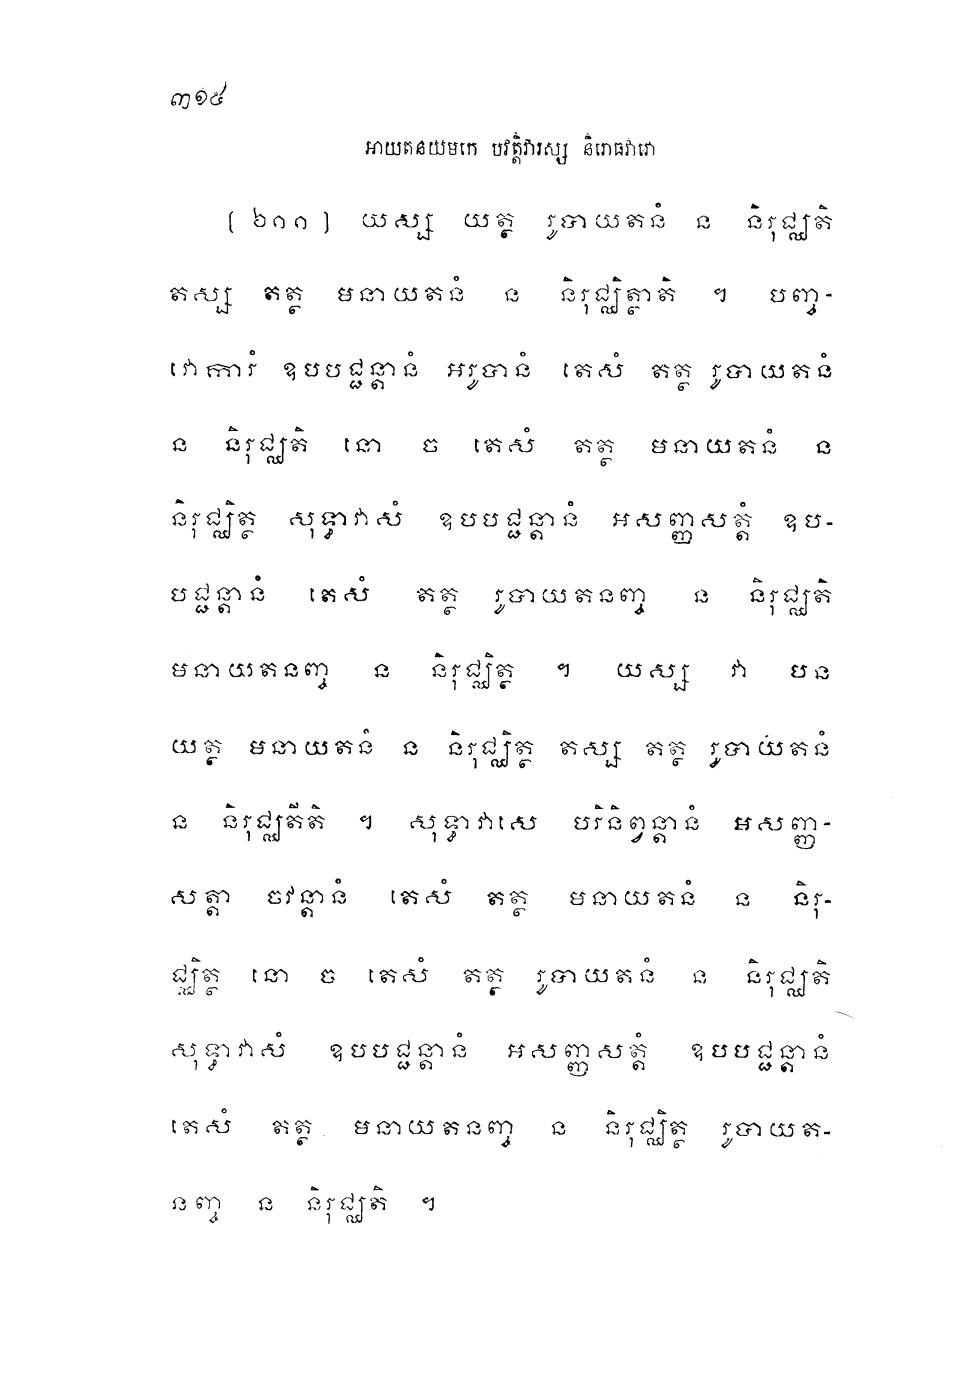 ៣១៤
អាយតនយមកេ បវត្តិវារស្ស និរោធវារោ
[ ២៣៣ ] យស្ស យត្ថ រូបាយតនំ ន និរុជ្ឈតិ
តស្ស តត្ថ មនាយតនំ ន និរុជ្ឈិត្ថាតិ ។ បញ្ច-
វោការំ ឧបបជ្ជន្តានំ អរូបានំ តេសំ តត្ថ រូបាយតនំ
ន និរុជ្ឈតិ នោ ច តេសំ តត្ថ មនាយតនំ ន
និរុជ្ឈិត្ថ សុទ្ធាវាសំ ឧបបជ្ជន្តានំ អសញ្ញសត្តំ ឧប-
បជ្ជន្តានំ តេសំ តត្ថ រូបាយតនញ្ច ន និរុជ្ឈតិ
មនាយតនញ្ច ន និរុជ្ឈិត្ថ ។ យស្ស វា បន
យត្ថ មនាយតនំ ន និរុជ្ឈិត្ថ តស្ស តត្ថ រូបាយតនំ
ន និរុជ្ឈតីតិ ។ សុទ្ធាវាសេ បរិនិព្វន្តានំ អសញ្ញ-
សត្តា ចវន្តានំ តេសំ តត្ថ មនាយតនំ ន និរុ-
ជ្ឈិត្ថ នោ ច តេសំ តត្ថ រូបាយតនំ ន និរុជ្ឈតិ
សុទ្ធាវាសំ ឧបបជ្ជន្តានំ អសញ្ញសត្តំ ឧបបជ្ជន្តានំ
តេសំ តត្ថ មនាយតនញ្ច ន និរុជ្ឈិត្ថ រូបាយត-
នញ្ច ន និរុជ្ឈតិ ។